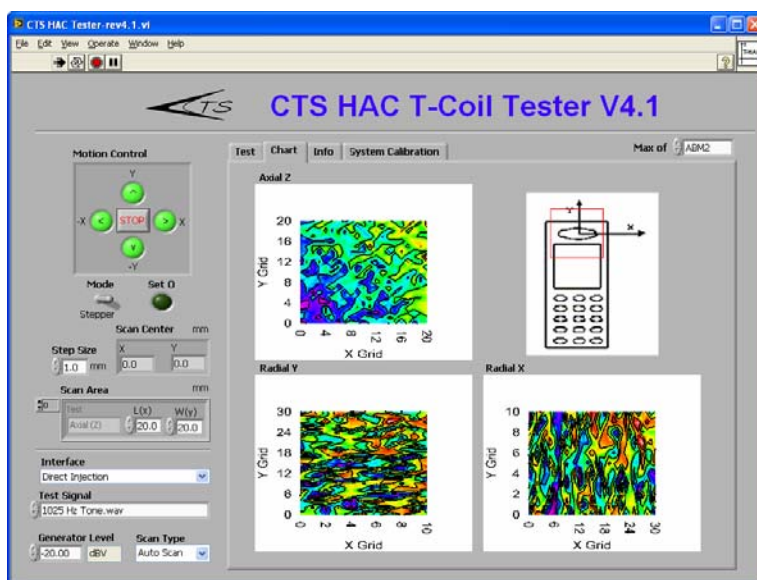 CTS HAC Tester-rev4.1.vi
File Edit View Operate Window Help
CTS
CTS HAC T-Coil Tester V4.1
Motion Control
Y
-X < STOP > X
-Y
Mode Set 0
Stepper
Scan Center mm
X Y
0.0 0.0
Step Size
1.0 mm
Scan Area mm
0
Test L(x) W(y)
Axial (Z) 20.0 20.0
Interface
Direct Injection
Test Signal
1025 Hz Tone.wav
Generator Level Scan Type
-20.00 dBV Auto Scan
Test Chart Info System Calibration
Max of ABM2
Axial Z
20
16
12
8
4
0
Y Grid
0 4 8 12 16 20
X Grid
Y
X
Radial Y
30
24
18
12
6
0
Y Grid
0 2 4 6 8 10
X Grid
Radial X
10
8
6
4
2
0
Y Grid
0 6 12 18 24 30
X Grid